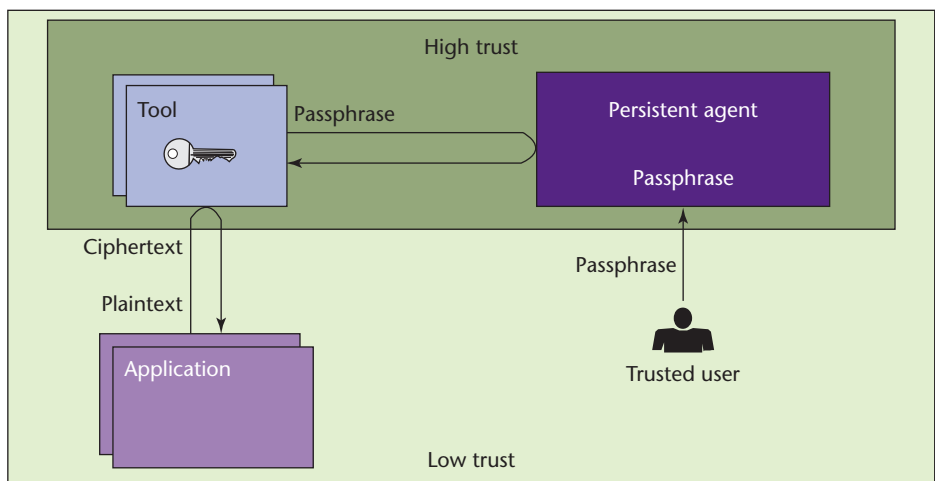 High trust
Tool
Passphrase
Persistent agent
Passphrase
Ciphertext
Passphrase
Plaintext
Application
Trusted user
Low trust